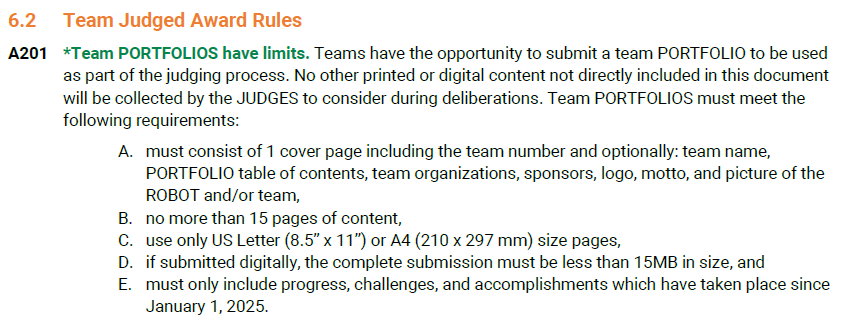 6.2 Team Judged Award Rules
A201 *Team PORTFOLIOS have limits. Teams have the opportunity to submit a team PORTFOLIO to be used
as part of the judging process. No other printed or digital content not directly included in this document
will be collected by the JUDGES to consider during deliberations. Team PORTFOLIOS must meet the
following requirements:
A. must consist of 1 cover page including the team number and optionally: team name,
PORTFOLIO table of contents, team organizations, sponsors, logo, motto, and picture of the
ROBOT and/or team,
B. no more than 15 pages of content,
C. use only US Letter (8.5” x 11”) or A4 (210 x 297 mm) size pages,
D. if submitted digitally, the complete submission must be less than 15MB in size, and
E. must only include progress, challenges, and accomplishments which have taken place since
January 1, 2025.